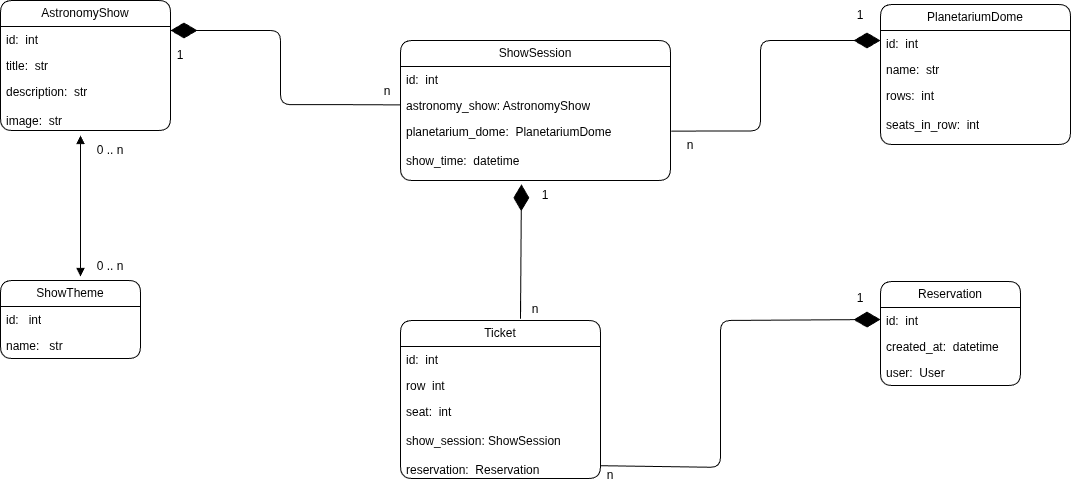 AstronomyShow
id:  int
title:  str
description:  str
image:  str
1
n
0 .. n
0 .. n
ShowTheme
id:   int
name:   str
ShowSession
id:  int
astronomy_show: AstronomyShow
planetarium_dome:  PlanetariumDome
show_time:  datetime
1
n
1
n
PlanetariumDome
id:  int
name:  str
rows:  int
seats_in_row:  int
Ticket
id:  int
row  int
seat:  int
show_session: ShowSession
reservation:  Reservation
n
1
Reservation
id:  int
created_at:  datetime
user:  User